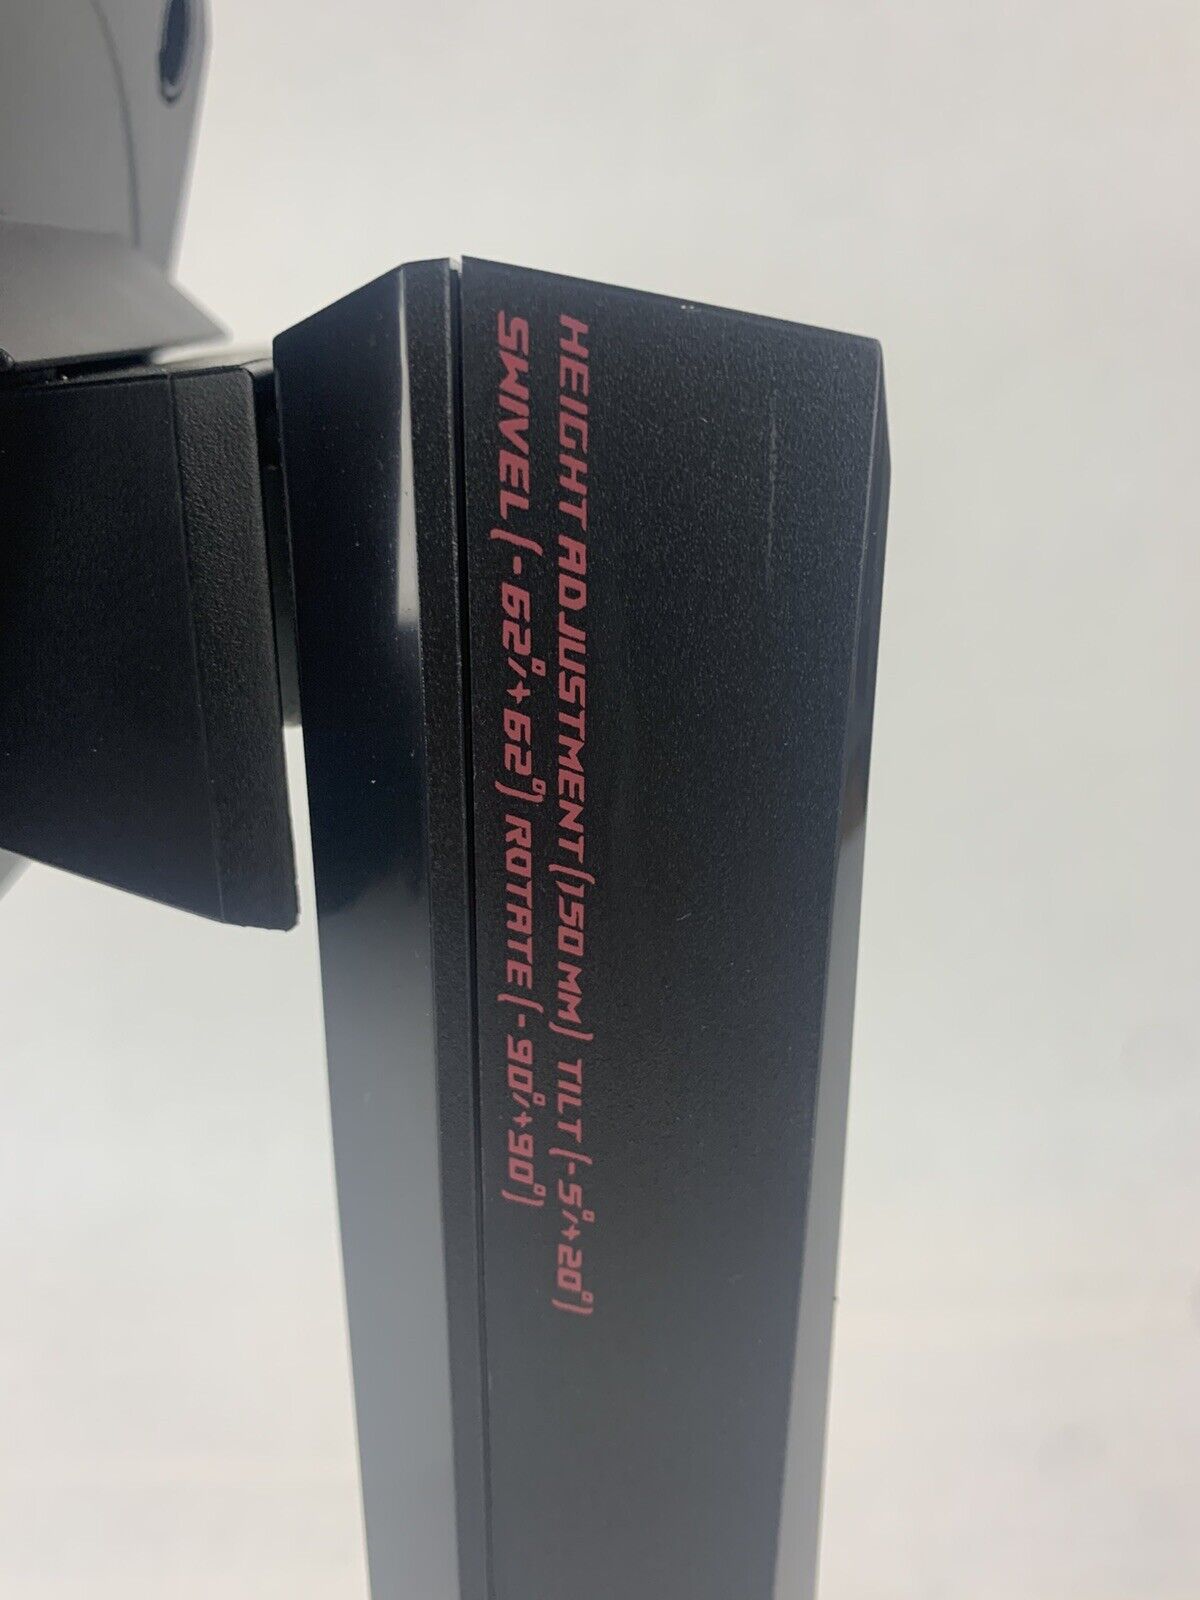 HEIGHT ADJUSTMENT (150 MM) TILT (-5°/+20°)
SWIVEL (-62°/+62°) ROTATE (-90°/+90°)